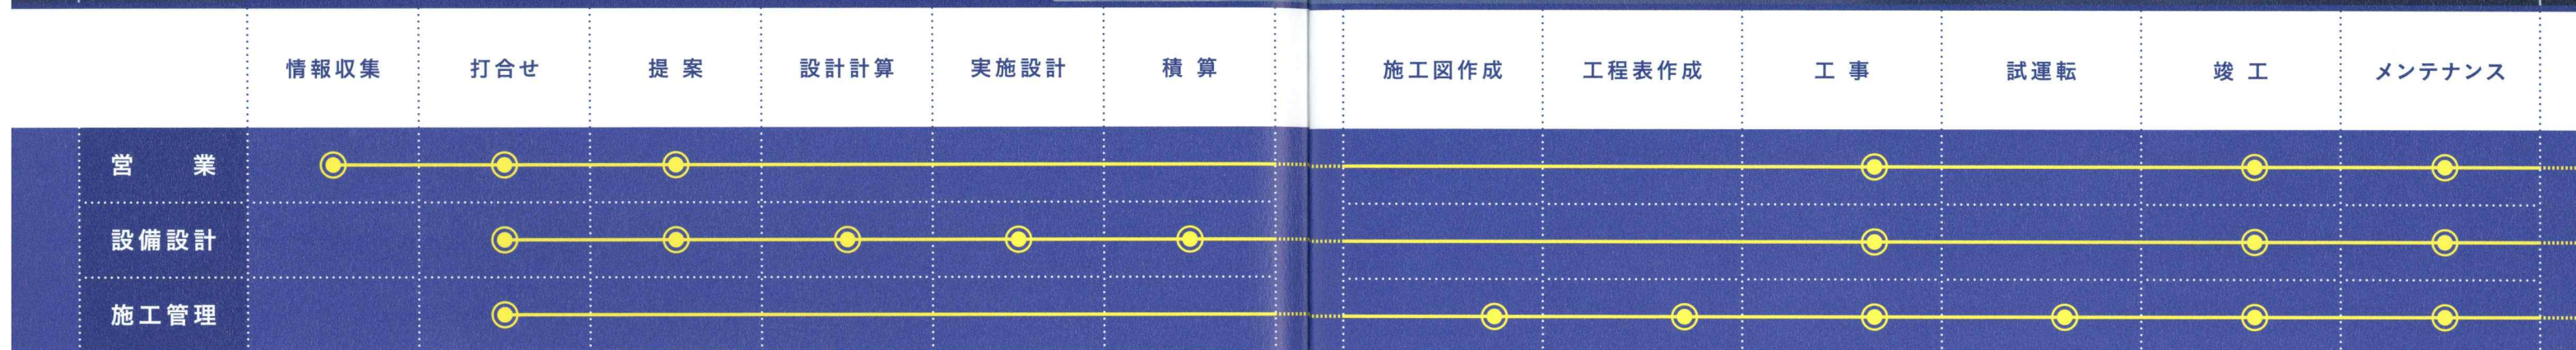 情報収集 打合せ 提案 設計計算 実施設計 積算 施工図作成 工程表作成 工事 試運転 竣工 メンテナンス
営業
設備設計
施工管理